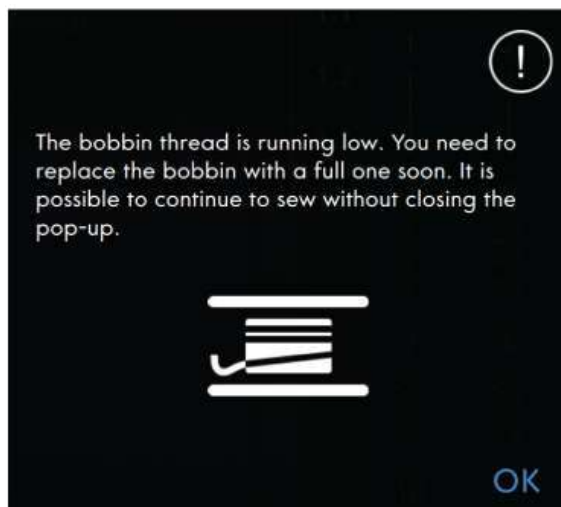 !
The bobbin thread is running low. You need to
replace the bobbin with a full one soon. It is
possible to continue to sew without closing the
pop-up.
OK